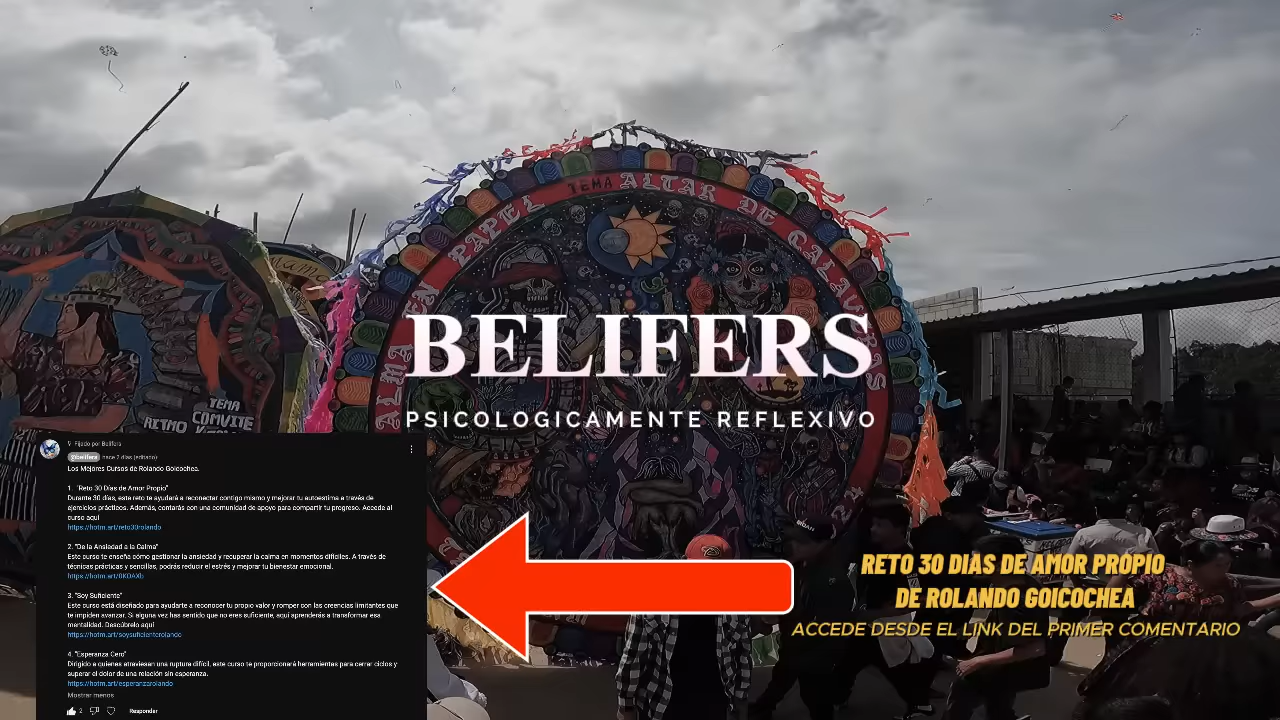 TEMA ALTAR DE CALAVERAS
PAPEL
ALMA EN
TEMA
CONVITE
RITMO
BELIFERS
PSICOLOGICAMENTE REFLEXIVO
Fijado por Belifers
@belifers hace 2 días (editado)
Los Mejores Cursos de Rolando Goicochea.
1. "Reto 30 Días de Amor Propio"
Durante 30 días, este reto te ayudará a reconectar contigo mismo y mejorar tu autoestima a través de
ejercicios prácticos. Además, contarás con una comunidad de apoyo para compartir tu progreso. Accede al
curso aquí
https://hotm.art/reto30rolando
2. "De la Ansiedad a la Calma"
Este curso te enseña cómo gestionar la ansiedad y recuperar la calma en momentos difíciles. A través de
técnicas prácticas y sencillas, podrás reducir el estrés y mejorar tu bienestar emocional.
https://hotm.art/0KOAXb
3. "Soy Suficiente"
Este curso está diseñado para ayudarte a reconocer tu propio valor y romper con las creencias limitantes que
te impiden avanzar. Si alguna vez has sentido que no eres suficiente, aquí aprenderás a transformar esa
mentalidad. Descúbrelo aquí
https://hotm.art/soysuficienterolando
4. "Esperanza Cero"
Dirigido a quienes atraviesan una ruptura difícil, este curso te proporcionará herramientas para cerrar ciclos y
superar el dolor de una relación sin esperanza.
https://hotm.art/esperanzarolando
Mostrar menos
2
Responder
RETO 30 DÍAS DE AMOR PROPIO
DE ROLANDO GOICOCHEA
ACCEDE DESDE EL LINK DEL PRIMER COMENTARIO